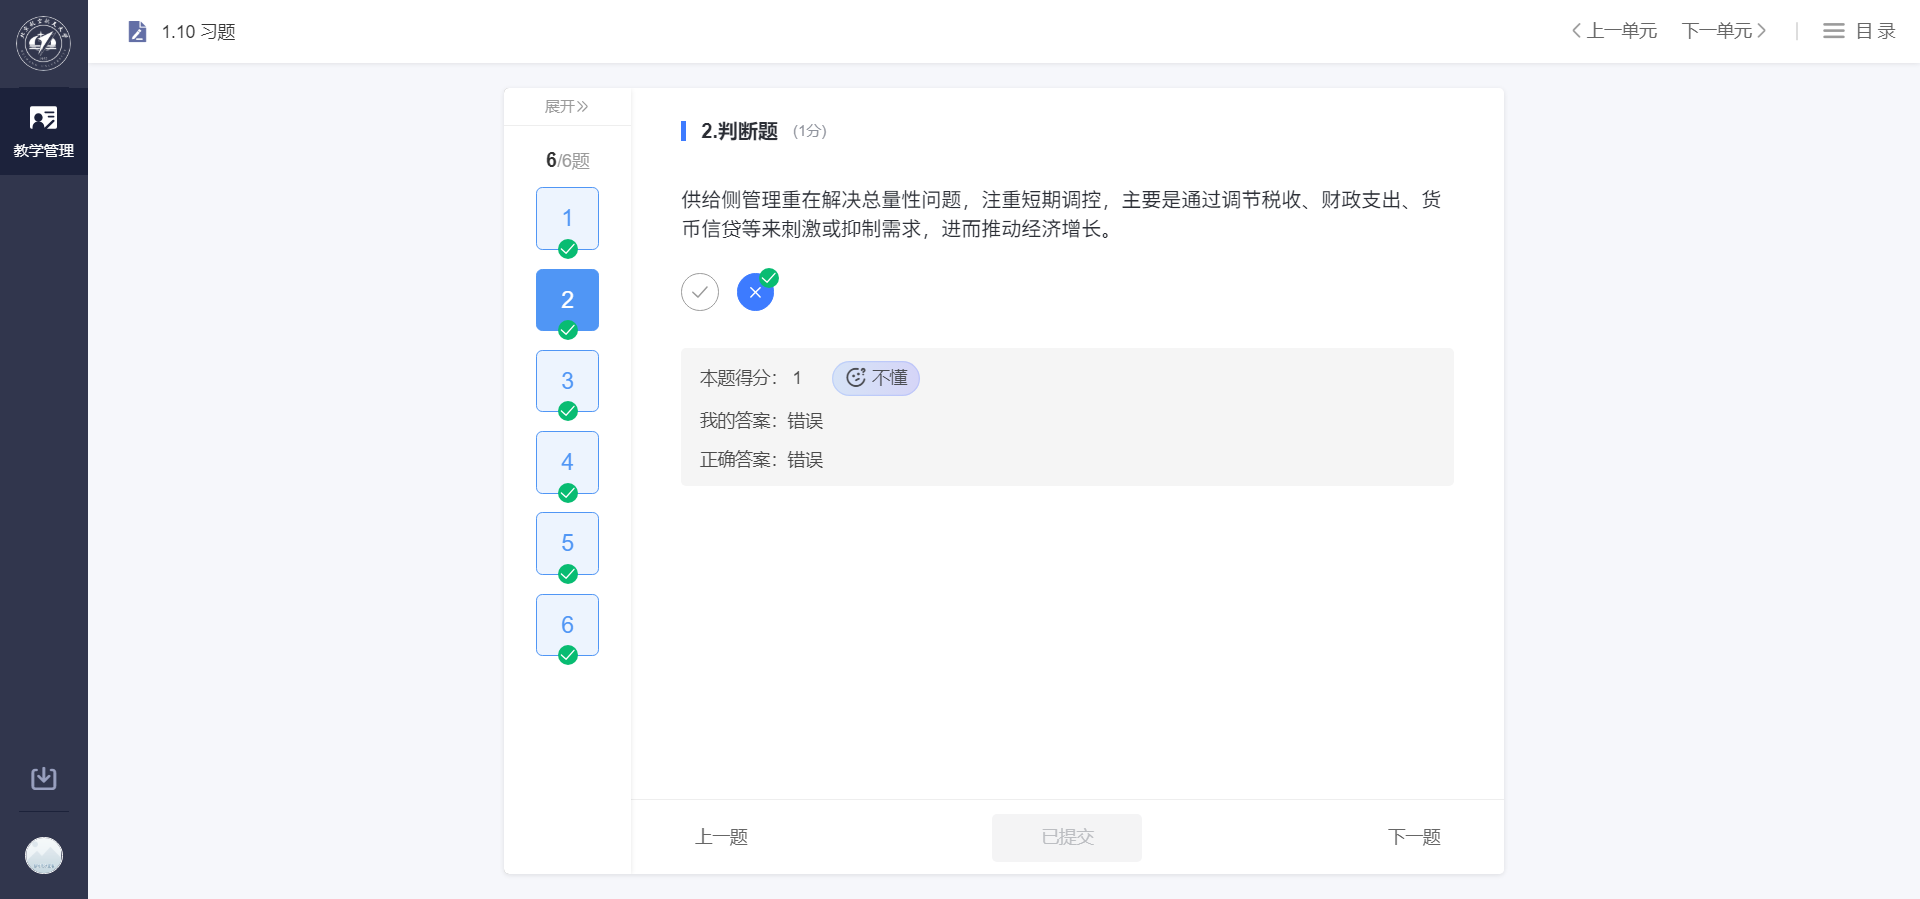 1.10 习题
上一单元 下一单元 | 目录
教学管理
展开
6/6题
1
2
3
4
5
6
2.判断题 (1分)
供给侧管理重在解决总量性问题，注重短期调控，主要是通过调节税收、财政支出、货
币信贷等来刺激或抑制需求，进而推动经济增长。
本题得分： 1 不懂
我的答案：错误
正确答案：错误
上一题 已提交 下一题